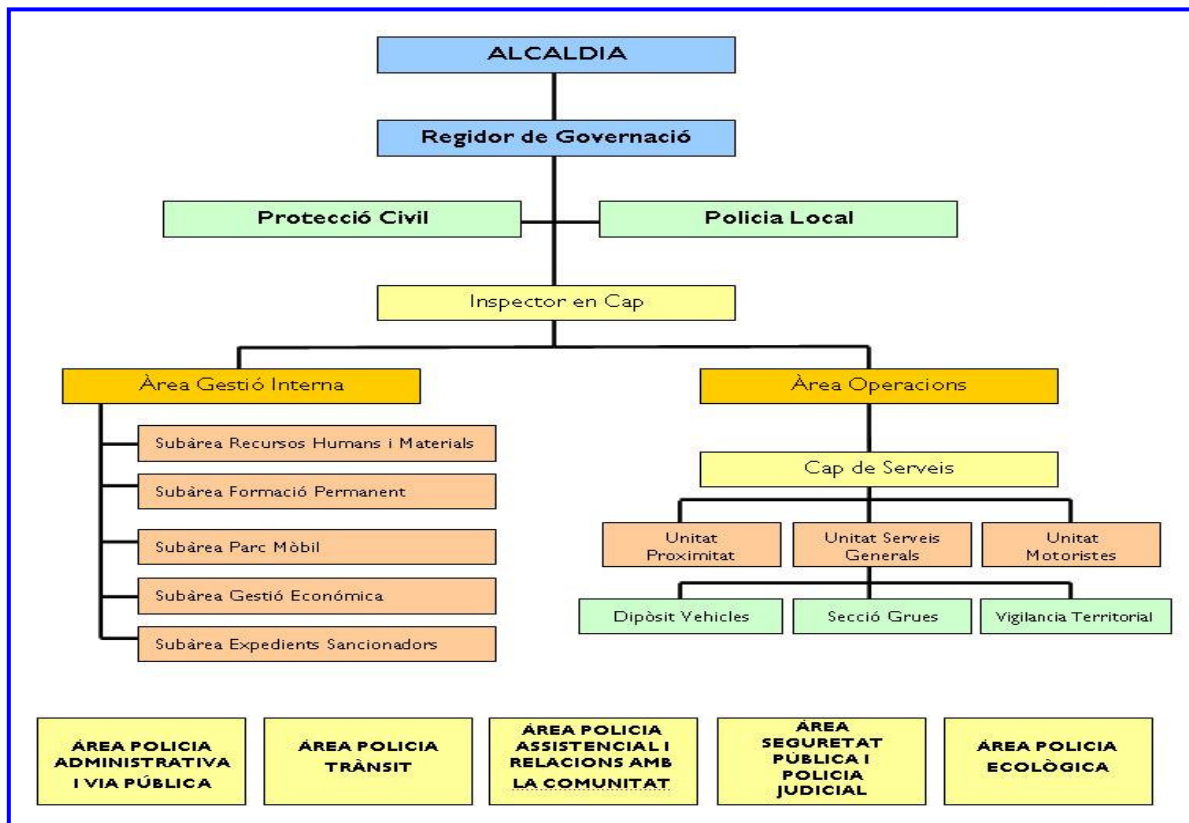 ALCALDIA
Regidor de Governació
Protecció Civil
Policia Local
Inspector en Cap
Àrea Gestió Interna
Àrea Operacions
Subàrea Recursos Humans i Materials
Subàrea Formació Permanent
Subàrea Parc Mòbil
Subàrea Gestió Económica
Subàrea Expedients Sancionadors
Cap de Serveis
Unitat
Proximitat
Unitat Serveis
Generals
Unitat
Motoristes
Dipòsit Vehicles
Secció Grues
Vigilancia Territorial
ÁREA POLICIA
ADMINISTRATIVA
I VIA PÚBLICA
ÁREA POLICIA
TRÀNSIT
ÁREA POLICIA
ASSISTENCIAL I
RELACIONS AMB
LA COMUNITAT
ÁREA
SEGURETAT
PÚBLICA I
POLICIA
JUDICIAL
ÁREA POLICIA
ECOLÒGICA